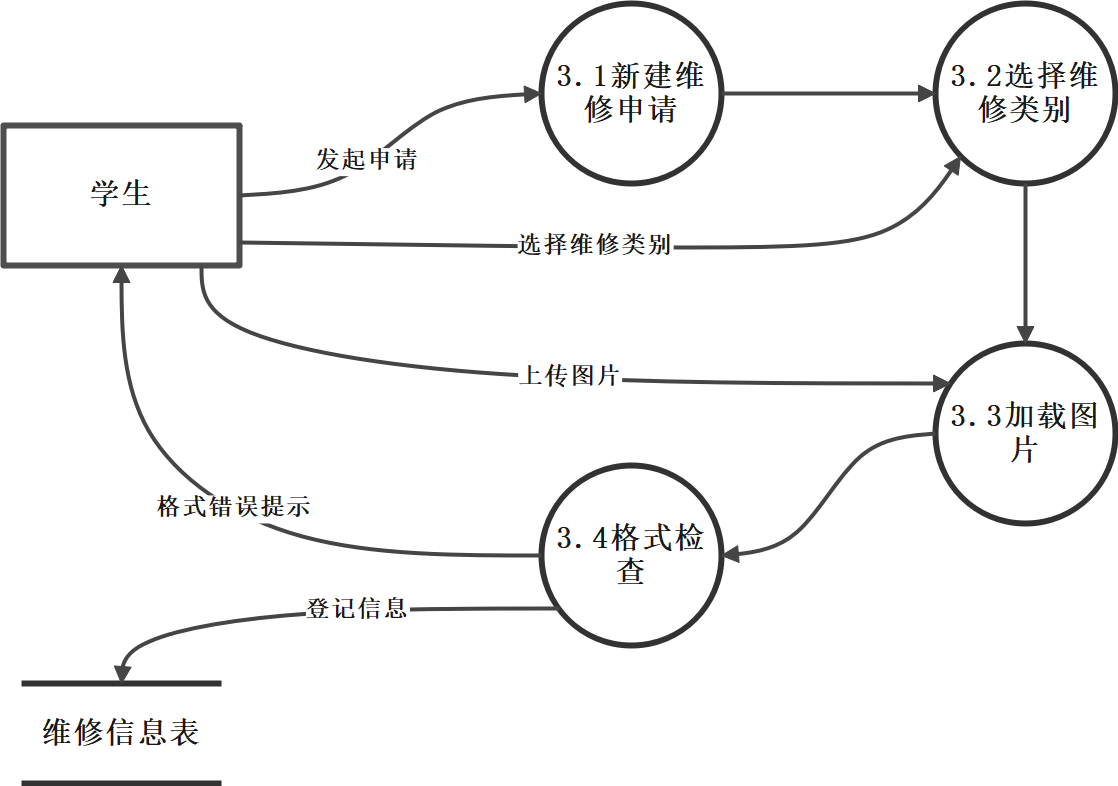 3.1新建维
修申请
3.2选择维
修类别
发起申请
学生
选择维修类别
上传图片
3.3加载图
片
格式错误提示
3.4格式检
查
登记信息
维修信息表